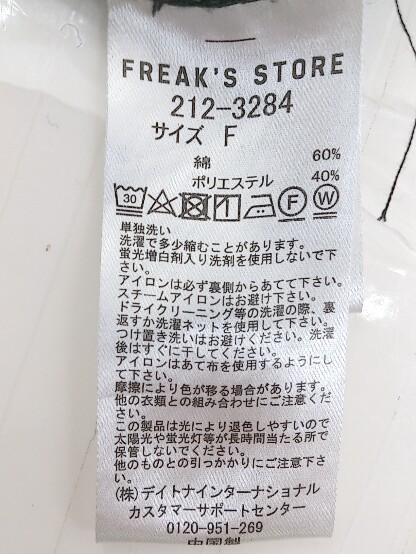 FREAK'S STORE
212-3284
サイズ F
綿 60%
ポリエステル 40%
30 F W
単独洗い
洗濯で多少縮むことがあります。
蛍光増白剤入り洗剤を使用しないで下
さい。
アイロンは必ず裏側からあてて下さい。
スチームアイロンはお避け下さい。
ドライクリーニング等の洗濯の際、裏
返すか洗濯ネットを使用して下さい。
つけ置き洗いはお避けください。洗濯
後はすぐに干してください。
アイロンはあて布を使用するようにし
て下さい。
摩擦により色が移る場合があります。
他の衣類との組み合わせにご注意くだ
さい。
この製品は光により退色しやすいので
太陽光や蛍光灯等が長時間当たる所で
保管しないでください。
他のものとの引っかかりにご注意下さ
い。
(株)デイトナインターナショナル
カスタマーサポートセンター
0120-951-269
中国製